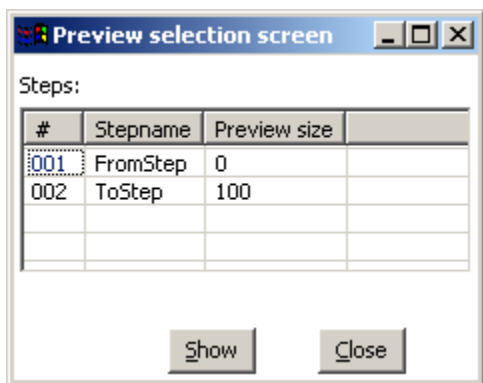 Preview selection screen
Steps:
# Stepname Preview size
001 FromStep 0
002 ToStep 100
Show Close